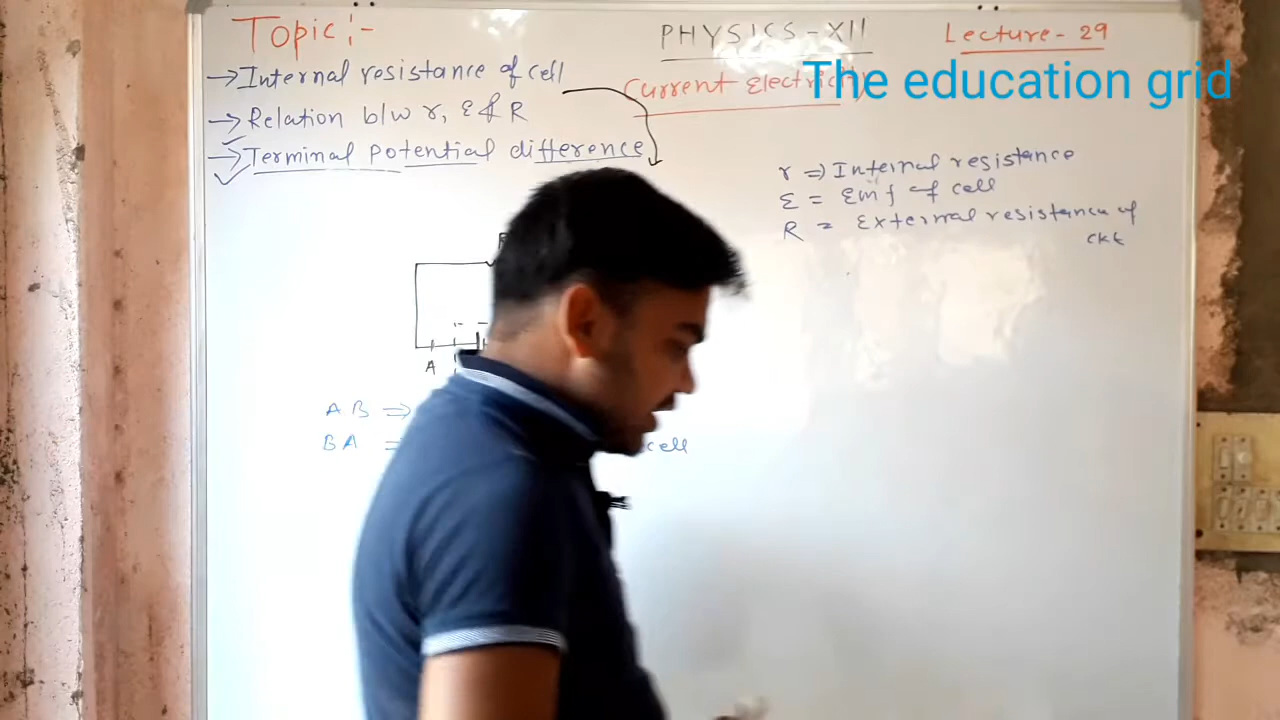 Topic :-
→ Internal resistance of cell
→ Relation b/w r, ε & R
→ Terminal potential difference
PHYSICS - XII
Lecture - 29
Current Electricity
The education grid
r => Internal resistance
ε = Emf of cell
R = External resistance of
ckt
A
AB =>
BA = cell